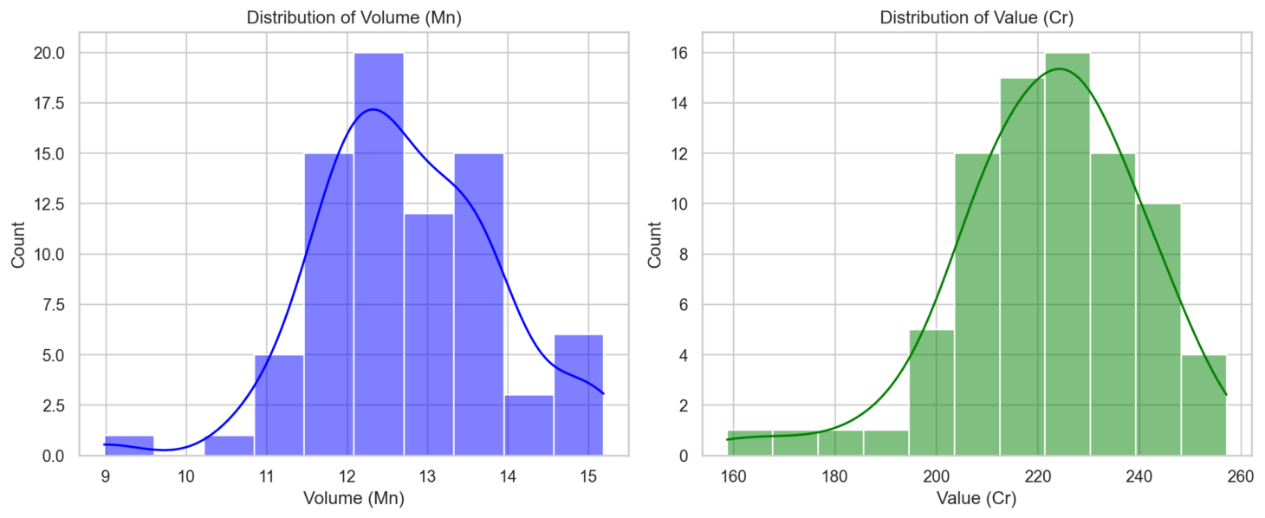 Distribution of Volume (Mn)
20.0
17.5
15.0
12.5
10.0
7.5
5.0
2.5
0.0
Count
9 10 11 12 13 14 15
Volume (Mn)
Distribution of Value (Cr)
16
14
12
10
8
6
4
2
0
Count
160 180 200 220 240 260
Value (Cr)